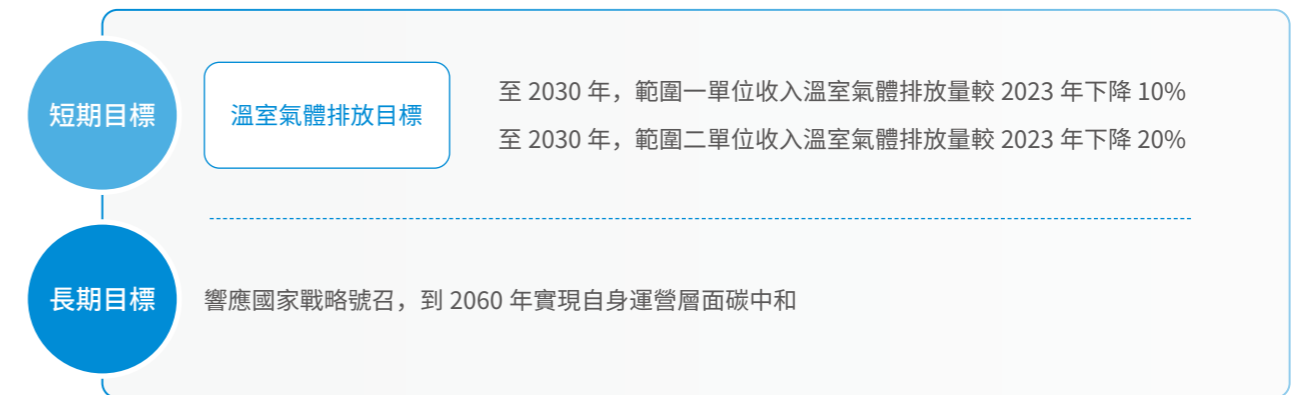 短期目標
溫室氣體排放目標
至 2030 年，範圍一單位收入溫室氣體排放量較 2023 年下降 10%
至 2030 年，範圍二單位收入溫室氣體排放量較 2023 年下降 20%
長期目標
響應國家戰略號召，到 2060 年實現自身運營層面碳中和